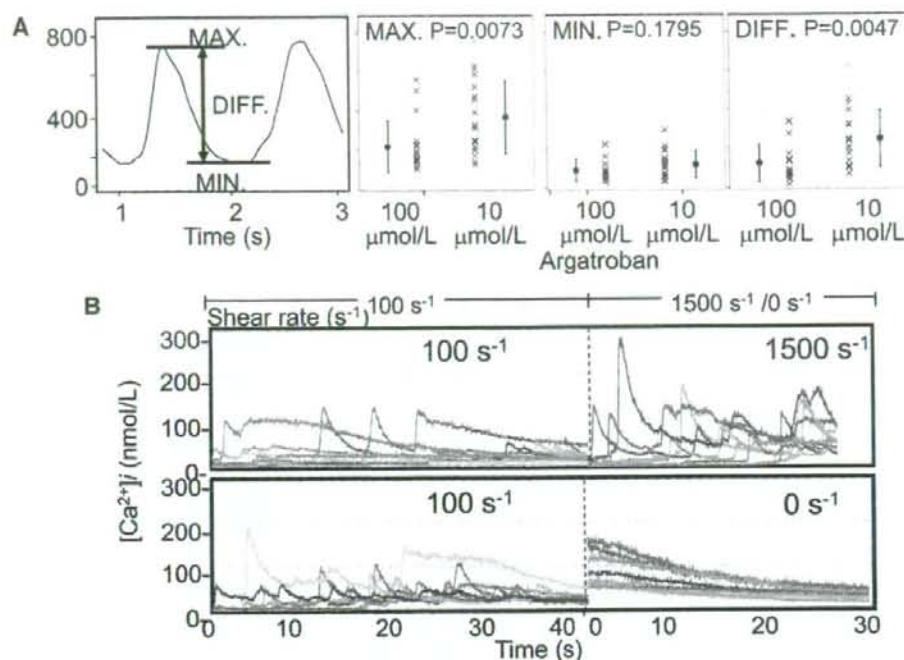 A
800
400
0
MAX.
DIFF.
MIN.
1 2 3
Time (s)
MAX. P=0.0073
MIN. P=0.1795
DIFF. P=0.0047
100 10
μmol/L μmol/L
100 10
μmol/L μmol/L
100 10
μmol/L μmol/L
Argatroban
B
100 s⁻¹
1500 s⁻¹ /0 s⁻¹
Shear rate (s⁻¹)
300
200
100
0
100 s⁻¹
1500 s⁻¹
[Ca²⁺]i (nmol/L)
300
200
100
0
100 s⁻¹
0 s⁻¹
0 10 20 30 40 0 10 20 30
Time (s)